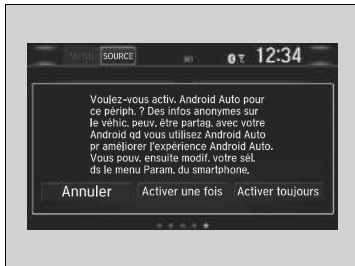 MENU SOURCE 12:34
Voulez-vous activ. Android Auto pour
ce périph. ? Des infos anonymes sur
le véhic. peuv. être partag. avec votre
Android qd vous utilisez Android Auto
pr améliorer l'expérience Android Auto.
Vous pouv. ensuite modif. votre sél.
ds le menu Param. du smartphone.
Annuler Activer une fois Activer toujours